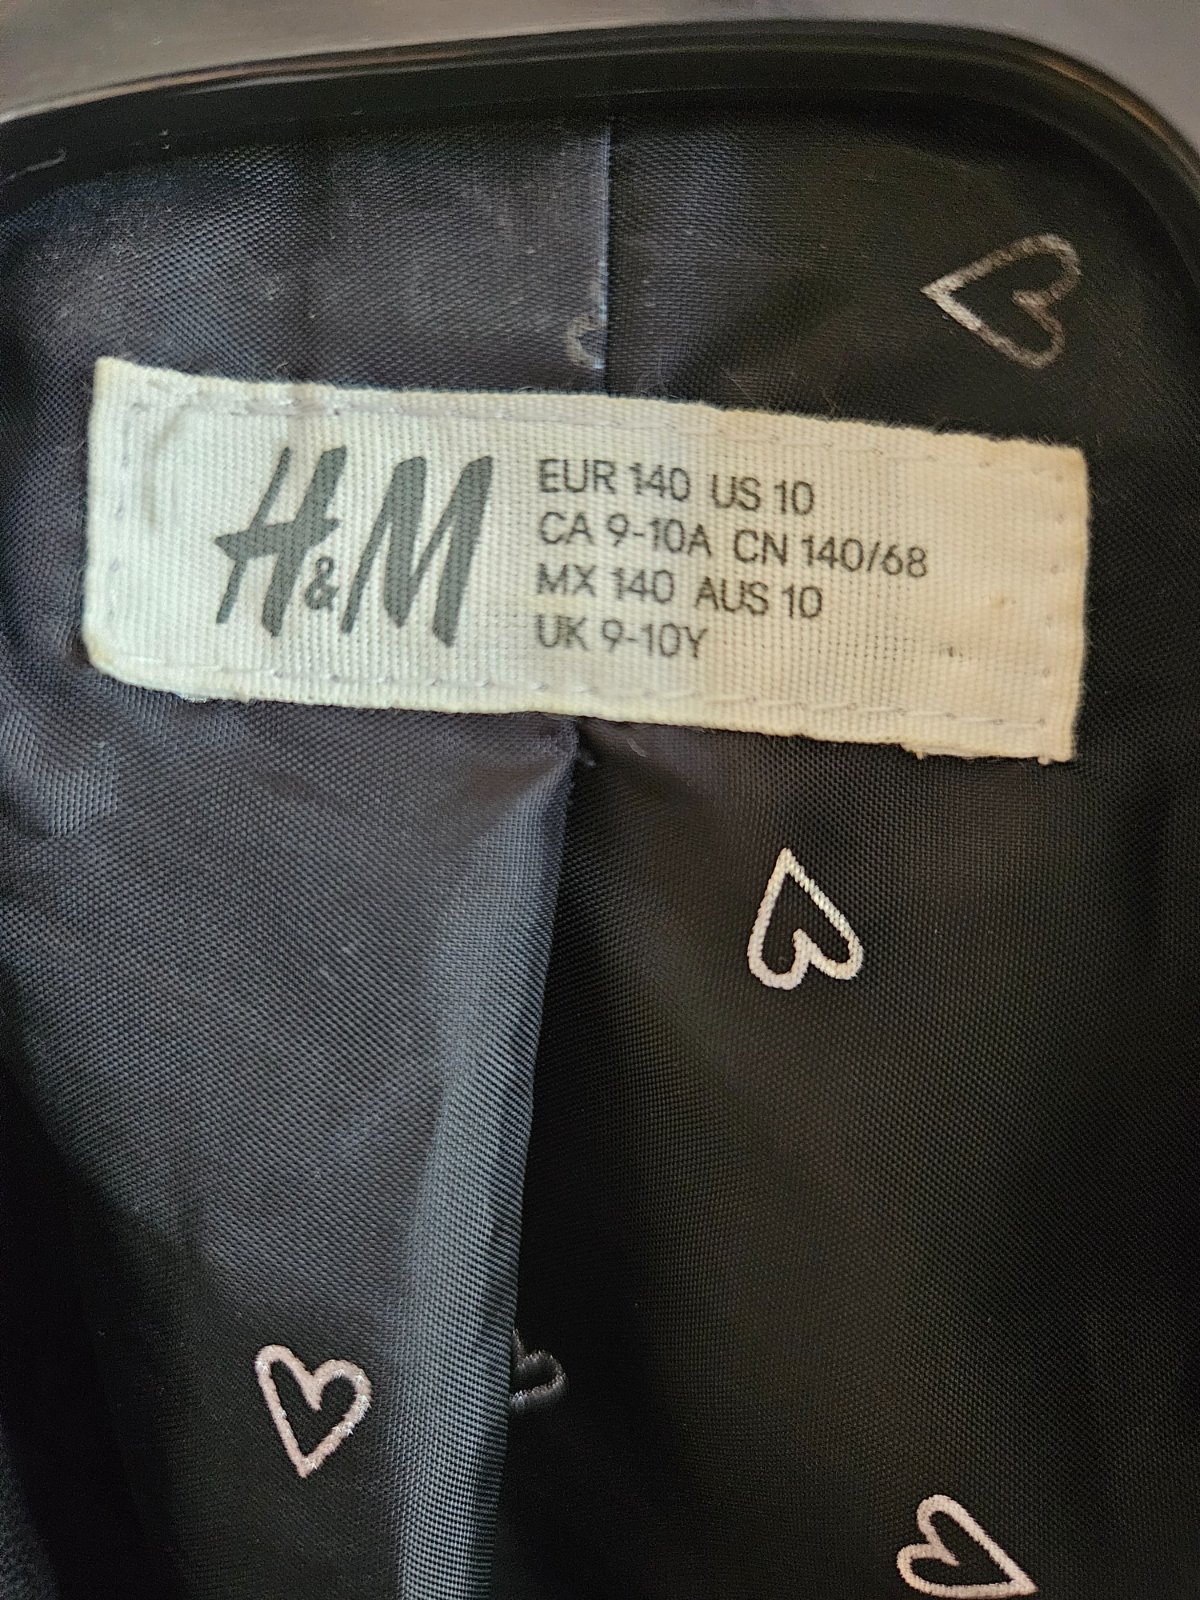 H&M
EUR 140 US 10
CA 9-10A CN 140/68
MX 140 AUS 10
UK 9-10Y